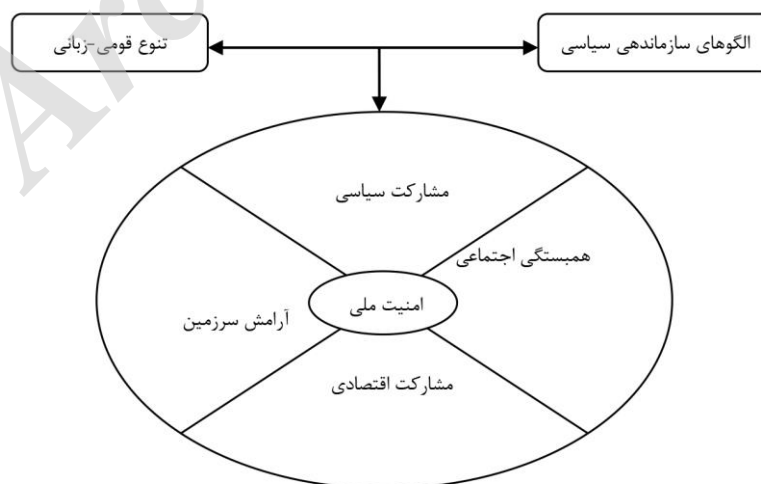 الگوهای سازماندهی سیاسی
تنوع قومی-زبانی
مشارکت سیاسی
همبستگی اجتماعی
امنیت ملی
آرامش سرزمین
مشارکت اقتصادی